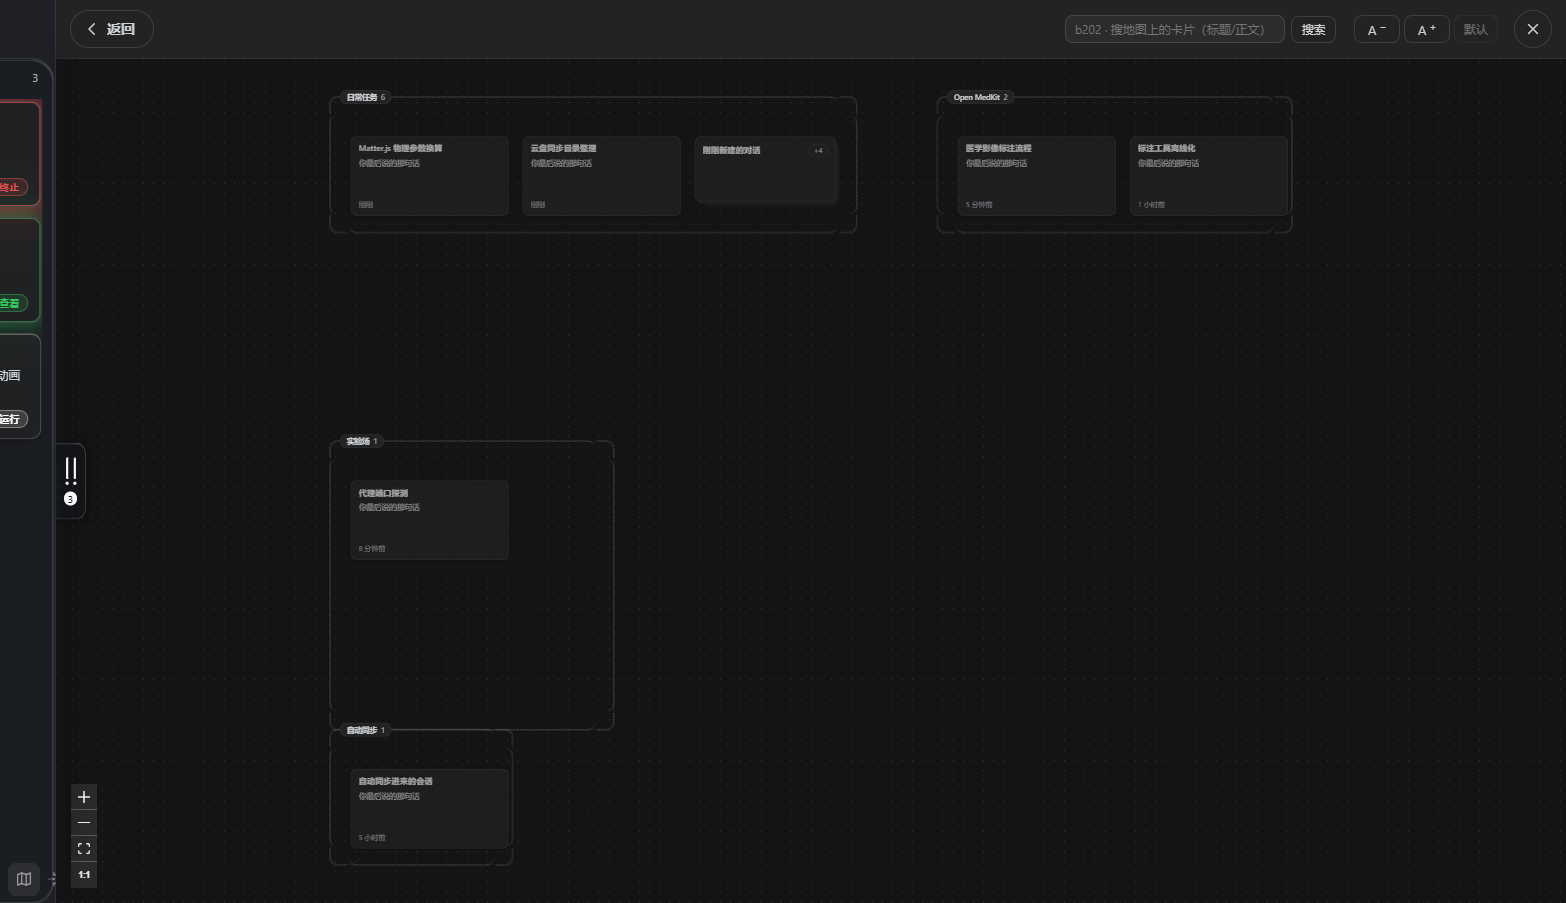 返回
b202 · 搜地图上的卡片（标题/正文）
搜索
A⁻
A⁺
默认
3
终止
查看
动画
运行
3
日常任务 6
Matter.js 物理参数换算
你最后说的那句话
刚刚
云盘同步目录整理
你最后说的那句话
刚刚
刚刚新建的对话
+4
Open MedKit 2
医学影像标注流程
你最后说的那句话
5 分钟前
标注工具离线化
你最后说的那句话
1 小时前
实验场 1
代理端口探测
你最后说的那句话
8 分钟前
自动同步 1
自动同步进来的会话
你最后说的那句话
5 小时前
1:1